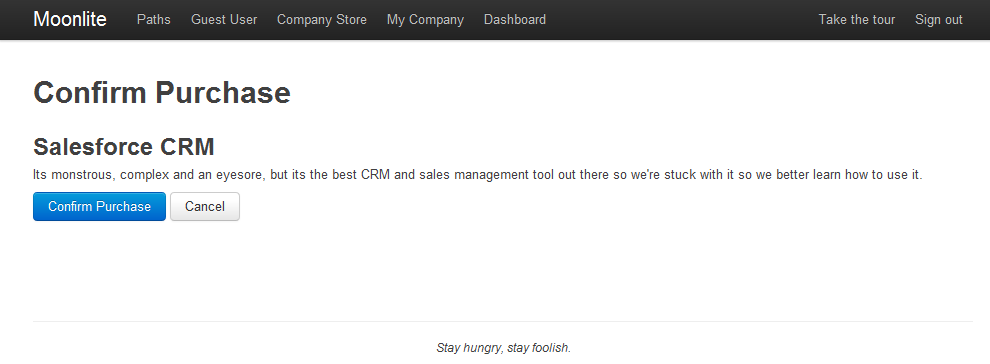 Moonlite Paths Guest User Company Store My Company Dashboard Take the tour Sign out
Confirm Purchase
Salesforce CRM
Its monstrous, complex and an eyesore, but its the best CRM and sales management tool out there so we're stuck with it so we better learn how to use it.
Confirm Purchase Cancel
Stay hungry, stay foolish.